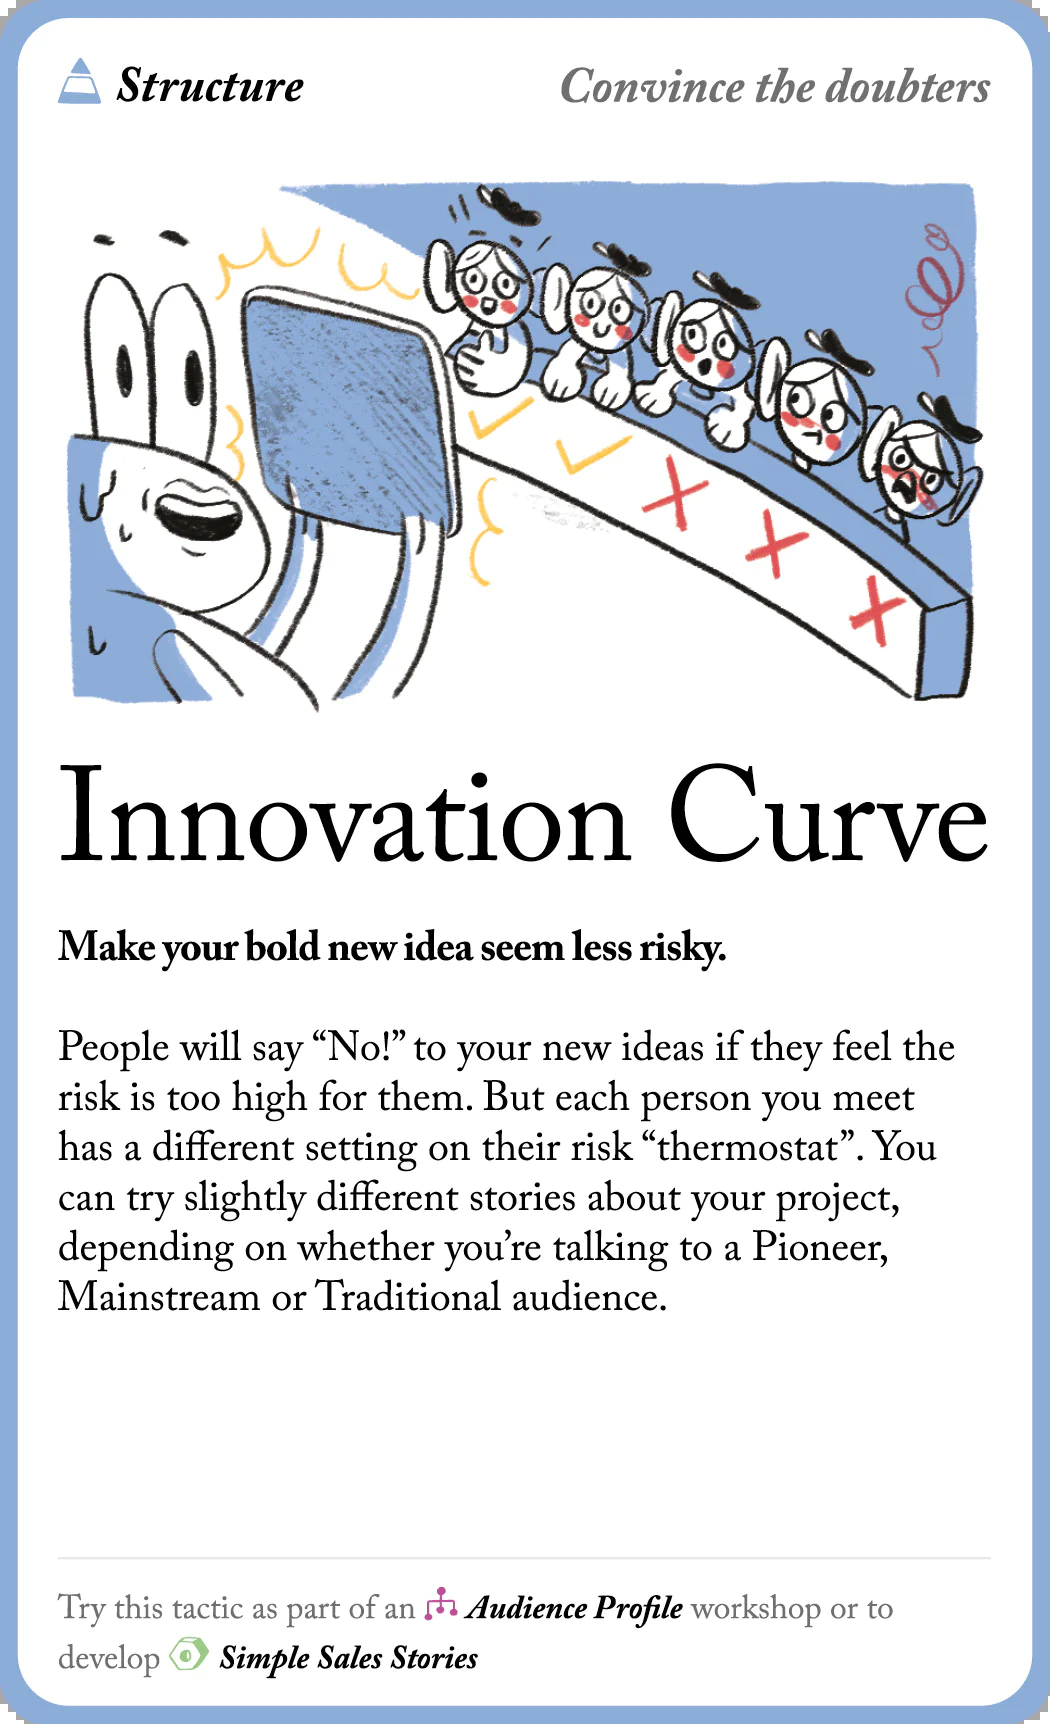 Structure
Convince the doubters
Innovation Curve
Make your bold new idea seem less risky.
People will say “No!” to your new ideas if they feel the
risk is too high for them. But each person you meet
has a different setting on their risk “thermostat”. You
can try slightly different stories about your project,
depending on whether you’re talking to a Pioneer,
Mainstream or Traditional audience.
Try this tactic as part of an Audience Profile workshop or to
develop Simple Sales Stories